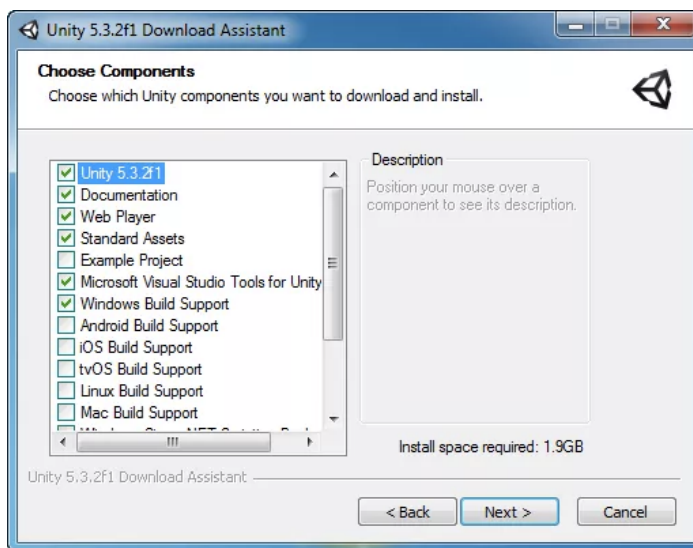 Unity 5.3.2f1 Download Assistant
Choose Components
Choose which Unity components you want to download and install.
Unity 5.3.2f1
Documentation
Web Player
Standard Assets
Example Project
Microsoft Visual Studio Tools for Unity
Windows Build Support
Android Build Support
iOS Build Support
tvOS Build Support
Linux Build Support
Mac Build Support
Description
Position your mouse over a
component to see its description.
Install space required: 1.9GB
Unity 5.3.2f1 Download Assistant
< Back
Next >
Cancel